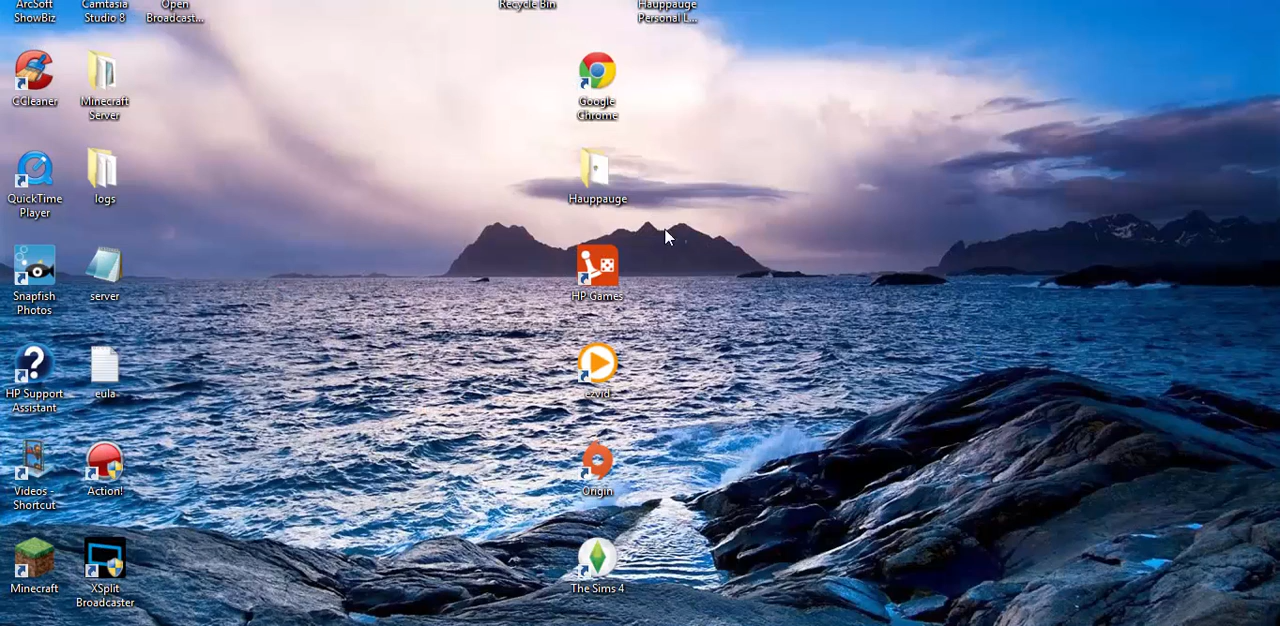 ArcSoft
ShowBiz
Camtasia
Studio 8
Open
Broadcast...
Recycle Bin
Hauppauge
Personal L...
CCleaner
Minecraft
Server
Google
Chrome
QuickTime
Player
logs
Hauppauge
Snapfish
Photos
server
HP Games
HP Support
Assistant
eula
ezvid
Videos -
Shortcut
Action!
Origin
Minecraft
XSplit
Broadcaster
The Sims 4